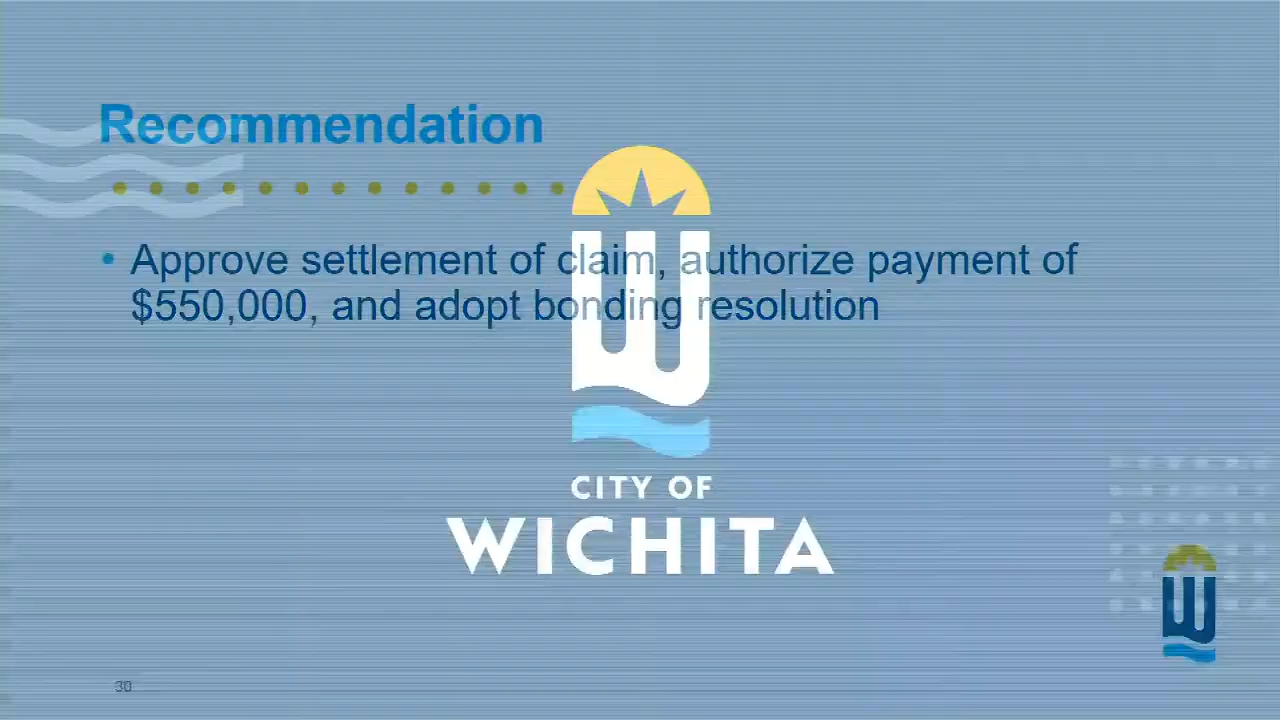 Recommendation
• Approve settlement of claim, authorize payment of
$550,000, and adopt bonding resolution
CITY OF
WICHITA
30